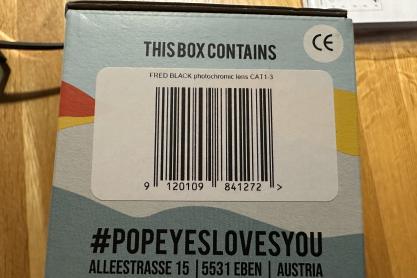 THIS BOX CONTAINS
CE
FRED BLACK photochromic lens CAT1-3
9 120109 841272 >
#POPEYESLOVESYOU
ALLEESTRASSE 15 | 5531 EBEN | AUSTRIA